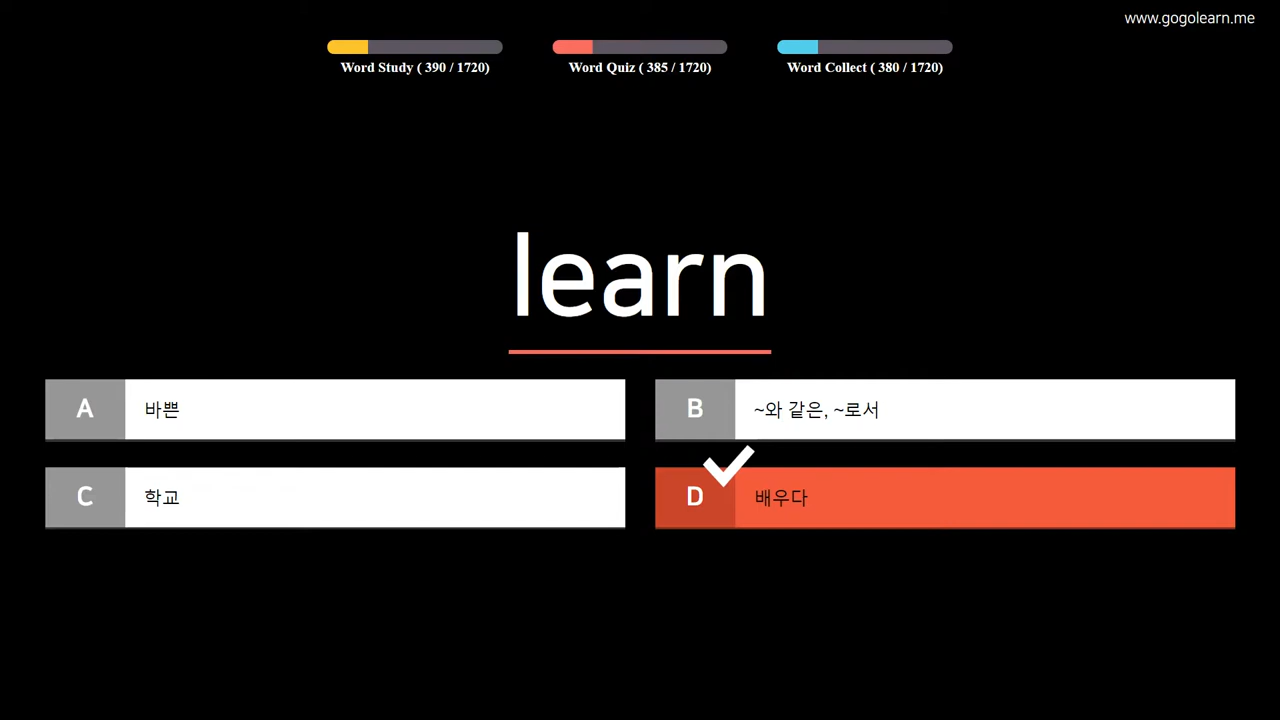 www.gogolearn.me
Word Study ( 390 / 1720)
Word Quiz ( 385 / 1720)
Word Collect ( 380 / 1720)
learn
A 바쁜
B ~와 같은, ~로서
C 학교
D 배우다